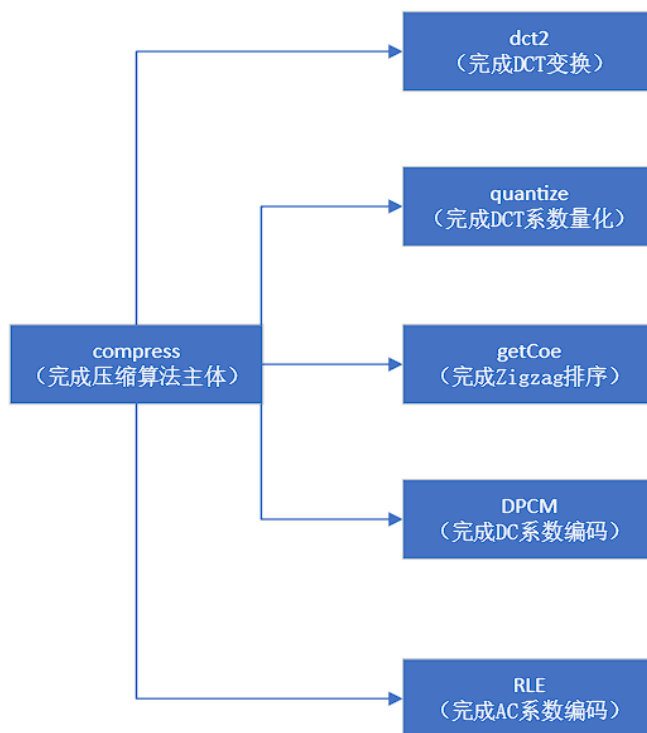 dct2
（完成DCT变换）
quantize
（完成DCT系数量化）
compress
（完成压缩算法主体）
getCoe
（完成Zigzag排序）
DPCM
（完成DC系数编码）
RLE
（完成AC系数编码）